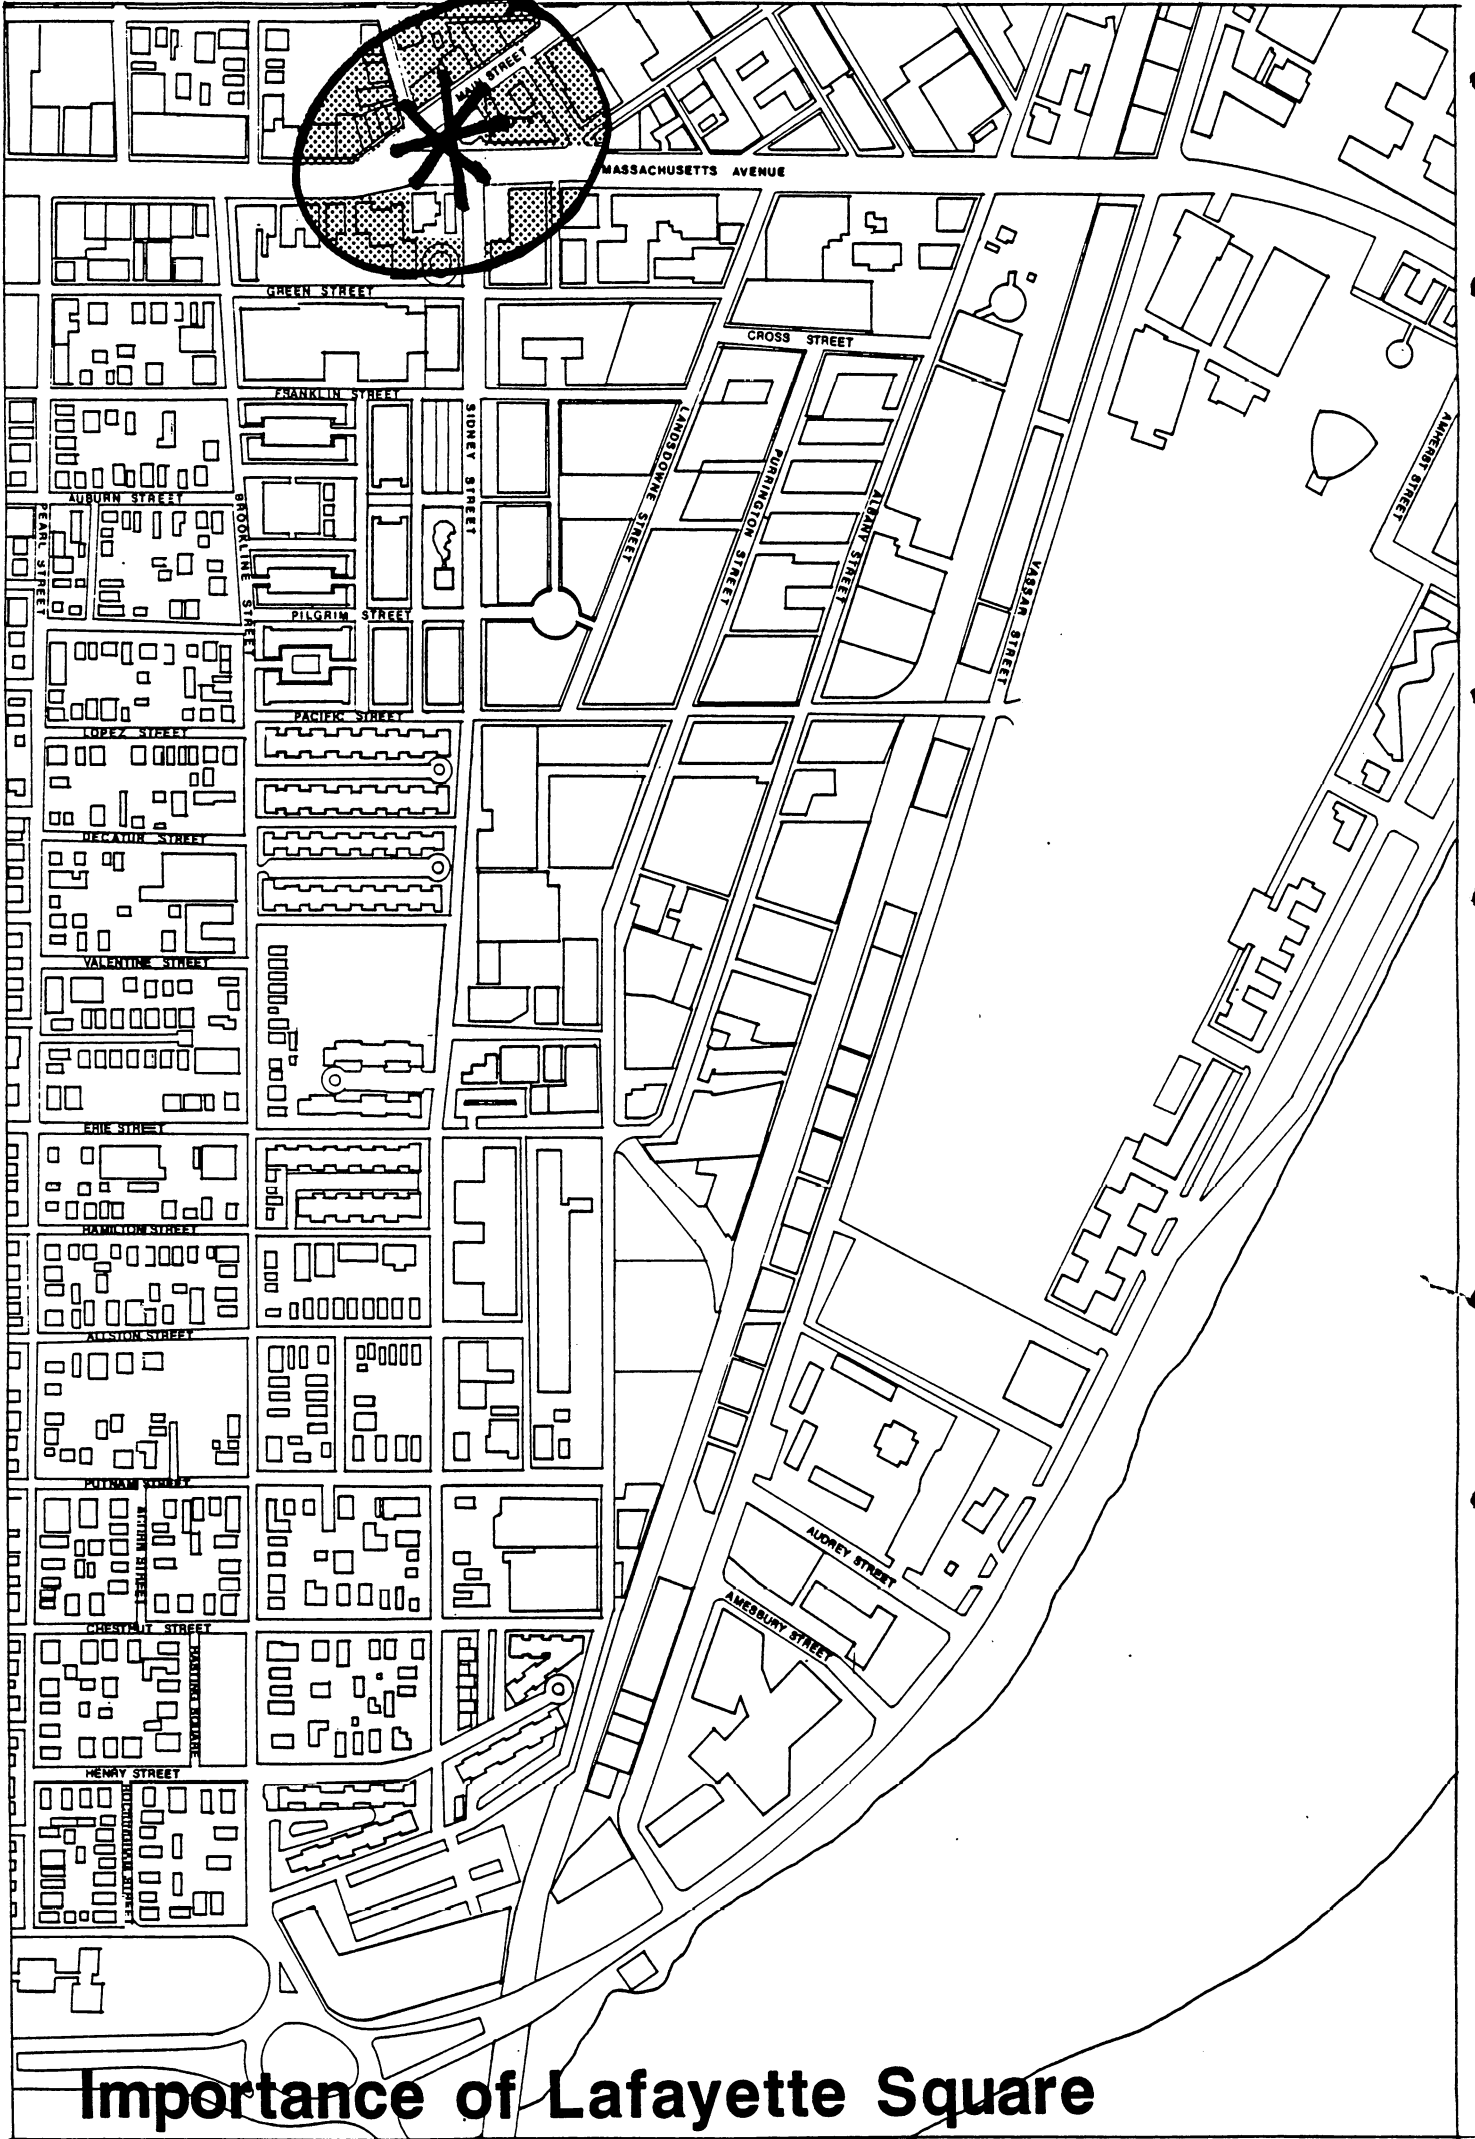 MAIN STREET
MASSACHUSETTS AVENUE
GREEN STREET
CROSS STREET
FRANKLIN STREET
SIDNEY STREET
LANDSDOWNE STREET
PURRINGTON STREET
ALBANY STREET
VASSAR STREET
AMHERST STREET
AUBURN STREET
PEARL STREET
BROOKLINE STREET
PILGRIM STREET
PACIFIC STREET
LOPEZ STREET
DECATUR STREET
VALENTINE STREET
ERIE STREET
HAMILTON STREET
ALLSTON STREET
PUTNAM STREET
AUDREY STREET
AMESBURY STREET
CHESTNUT STREET
HASTING SQUARE
HENRY STREET
Importance of Lafayette Square